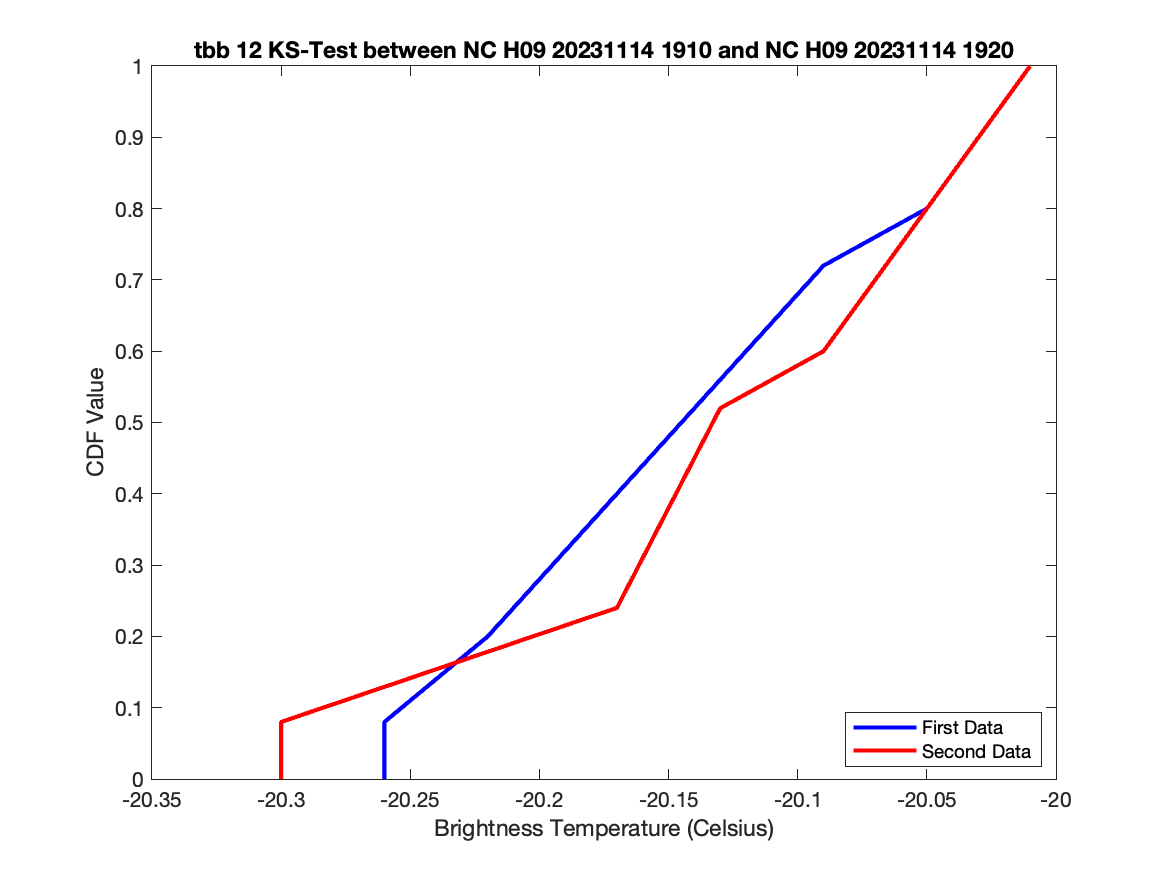 tbb 12 KS-Test between NC H09 20231114 1910 and NC H09 20231114 1920
1
0.9
0.8
0.7
0.6
0.5
0.4
0.3
0.2
0.1
0
CDF Value
First Data
Second Data
-20.35 -20.3 -20.25 -20.2 -20.15 -20.1 -20.05 -20
Brightness Temperature (Celsius)